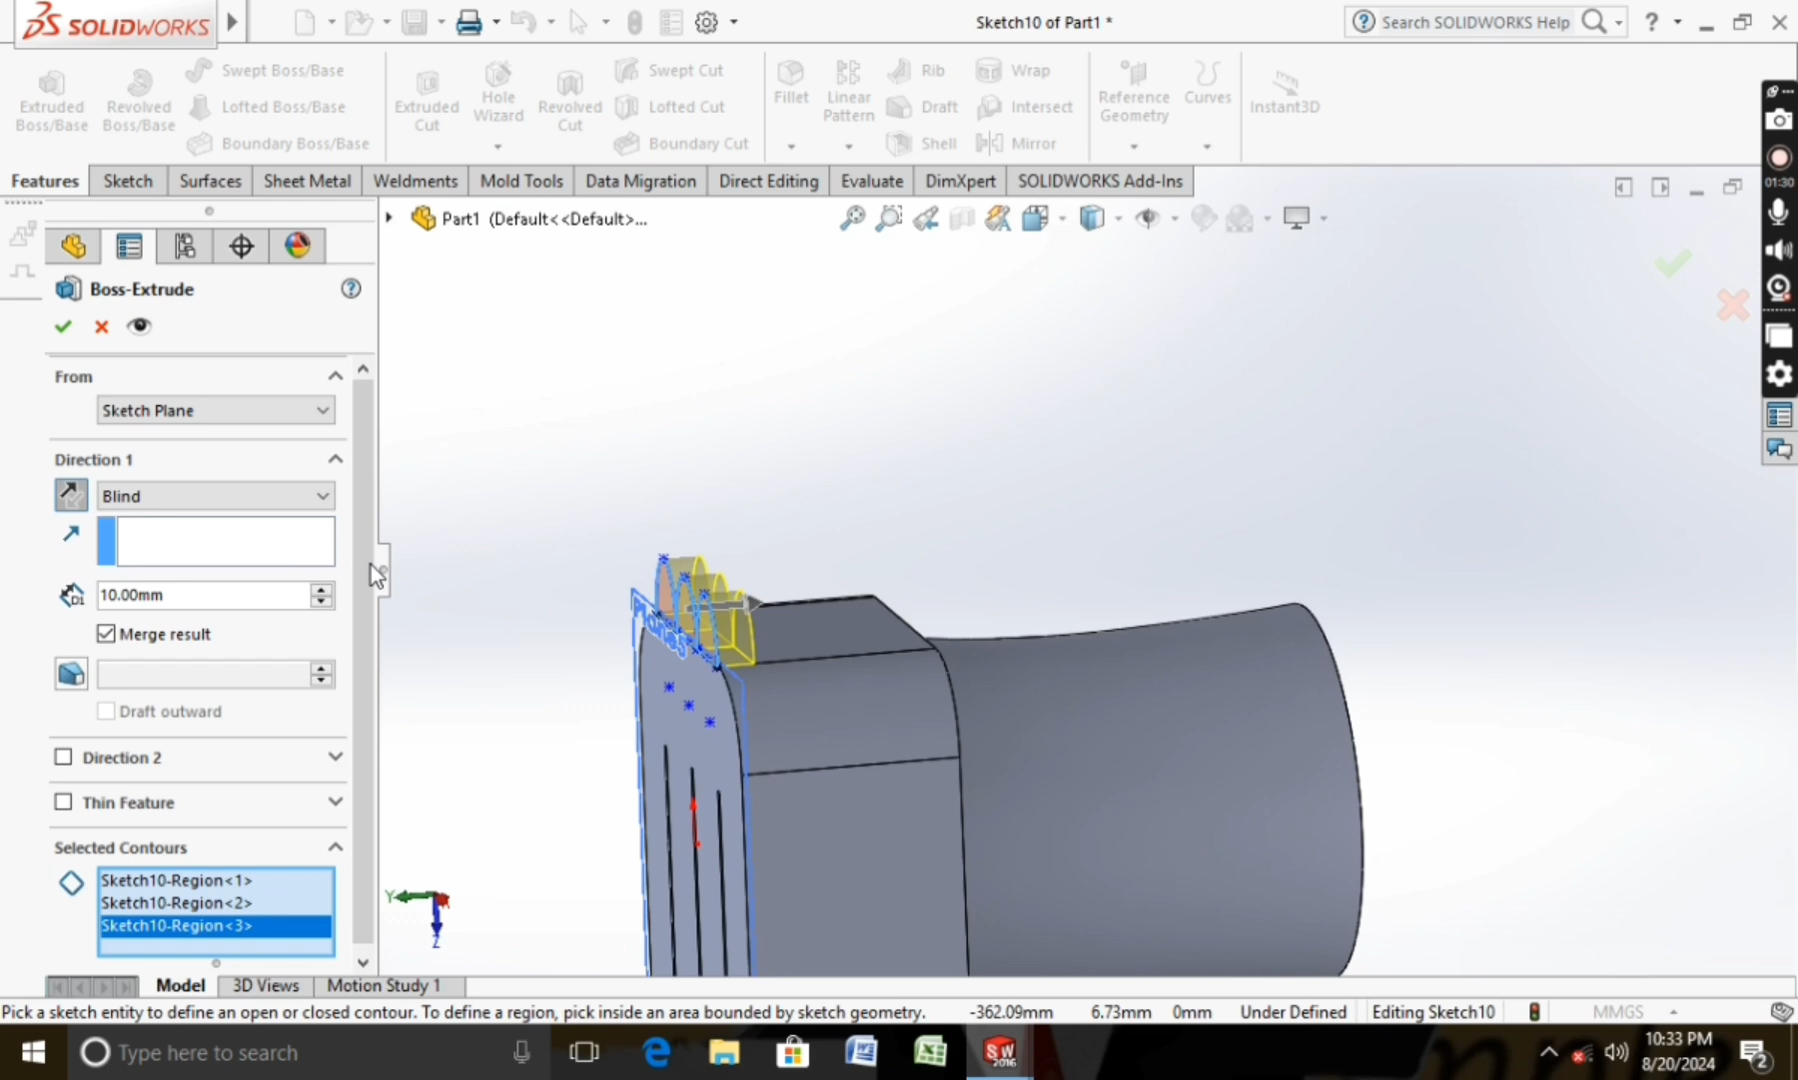 SOLIDWORKS
Sketch10 of Part1 *
Search SOLIDWORKS Help
?
Extruded Boss/Base
Revolved Boss/Base
Swept Boss/Base
Lofted Boss/Base
Boundary Boss/Base
Extruded Cut
Hole Wizard
Revolved Cut
Swept Cut
Lofted Cut
Boundary Cut
Fillet
Linear Pattern
Rib
Draft
Shell
Wrap
Intersect
Mirror
Reference Geometry
Curves
Instant3D
Features
Sketch
Surfaces
Sheet Metal
Weldments
Mold Tools
Data Migration
Direct Editing
Evaluate
DimXpert
SOLIDWORKS Add-Ins
01:30
Part1 (Default<<Default>...
Boss-Extrude
From
Sketch Plane
Direction 1
Blind
D1
10.00mm
Merge result
Draft outward
Direction 2
Thin Feature
Selected Contours
Sketch10-Region<1>
Sketch10-Region<2>
Sketch10-Region<3>
Plane5
Y
Z
Model
3D Views
Motion Study 1
Pick a sketch entity to define an open or closed contour. To define a region, pick inside an area bounded by sketch geometry.
-362.09mm
6.73mm
0mm
Under Defined
Editing Sketch10
MMGS
Type here to search
SW
2016
10:33 PM
8/20/2024
2